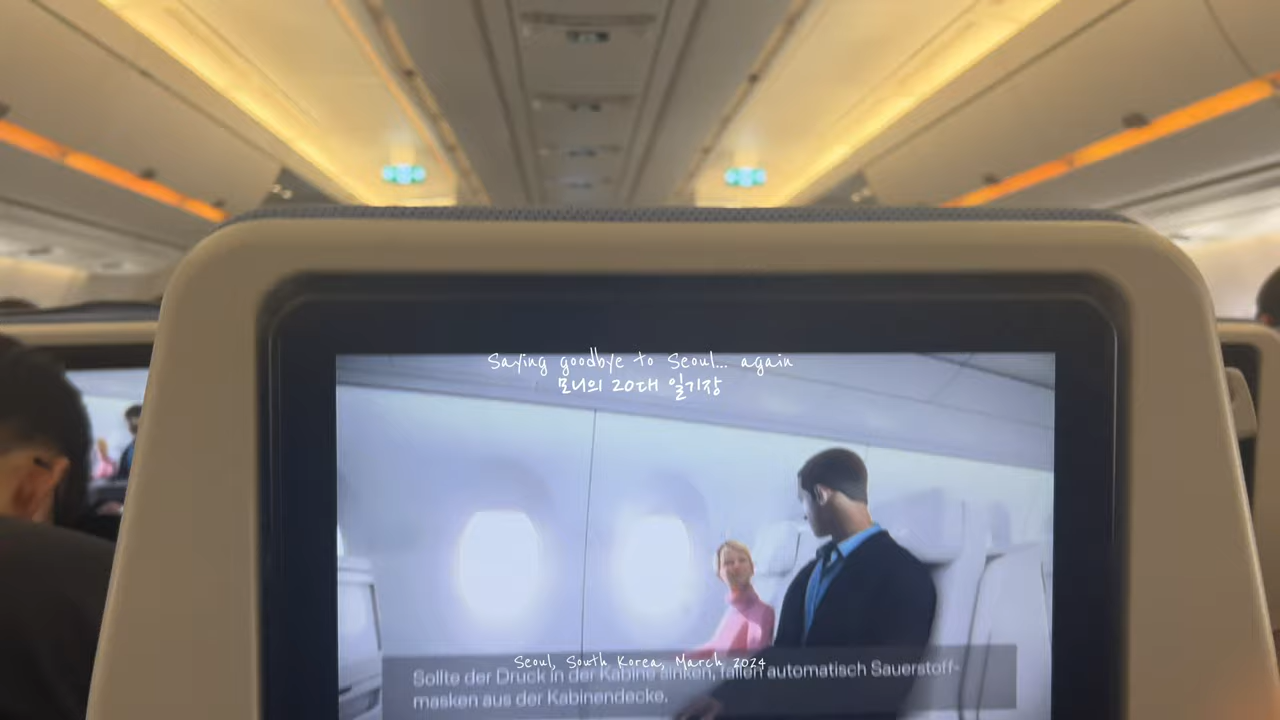 Saying goodbye to Seoul... again
모니의 20대 일기장
Seoul, South Korea, March 2024
Sollte der Druck in der Kabine sinken, fallen automatisch Sauerstoff-
masken aus der Kabinendecke.